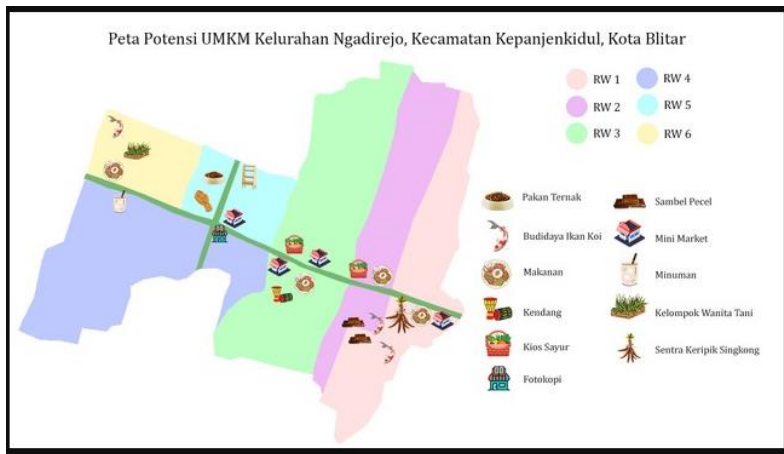 Peta Potensi UMKM Kelurahan Ngadirejo, Kecamatan Kepanjenkidul, Kota Blitar
RW 1
RW 4
RW 2
RW 5
RW 3
RW 6
Pakan Ternak
Sambel Pecel
Budidaya Ikan Koi
Mini Market
Makanan
Minuman
Kendang
Kelompok Wanita Tani
Kios Sayur
Sentra Keripik Singkong
Fotokopi